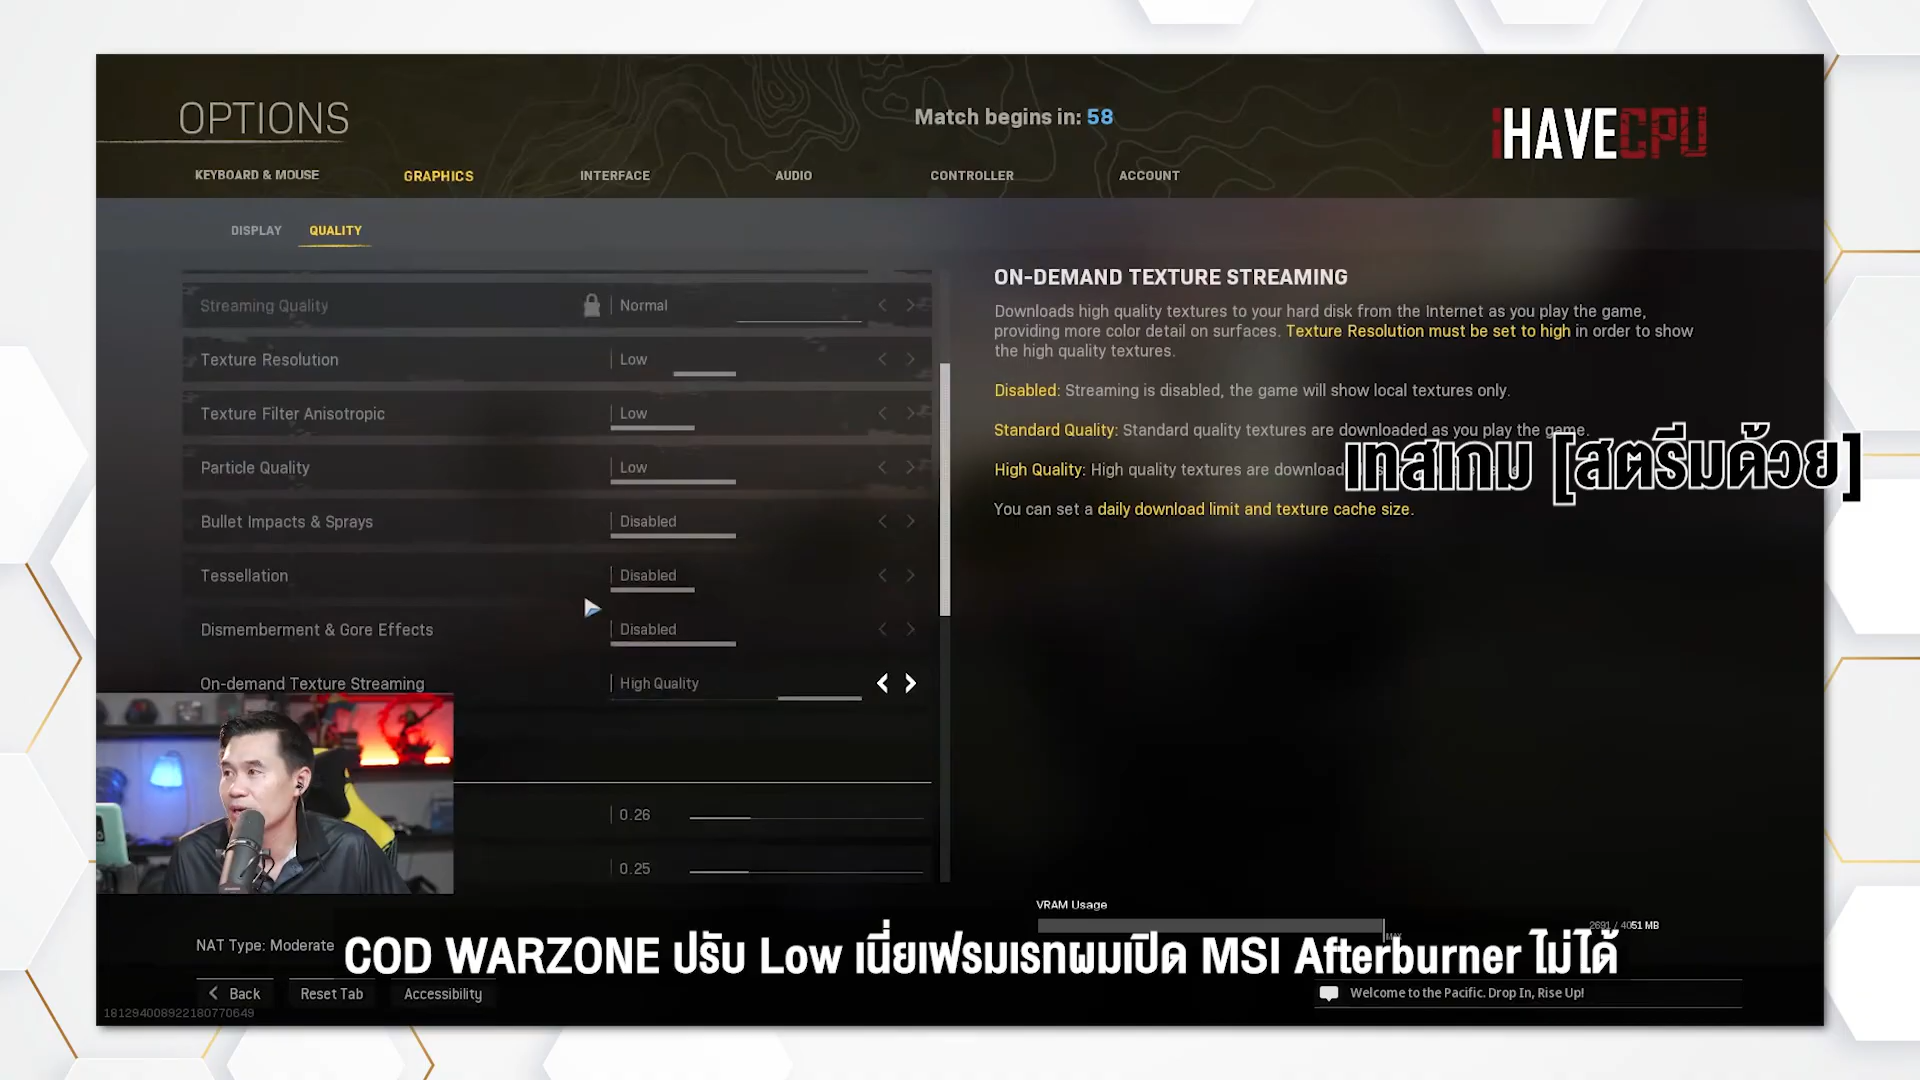 OPTIONS
Match begins in: 58
iHAVECPU
KEYBOARD & MOUSE
GRAPHICS
INTERFACE
AUDIO
CONTROLLER
ACCOUNT
DISPLAY
QUALITY
Streaming Quality
Normal
Texture Resolution
Low
Texture Filter Anisotropic
Low
Particle Quality
Low
Bullet Impacts & Sprays
Disabled
Tessellation
Disabled
Dismemberment & Gore Effects
Disabled
On-demand Texture Streaming
High Quality
0.26
0.25
ON-DEMAND TEXTURE STREAMING
Downloads high quality textures to your hard disk from the Internet as you play the game,
providing more color detail on surfaces. Texture Resolution must be set to high in order to show
the high quality textures.
Disabled: Streaming is disabled, the game will show local textures only.
Standard Quality: Standard quality textures are downloaded as you play the game.
High Quality: High quality textures are download
เทสเกม [สตรีมด้วย]
You can set a daily download limit and texture cache size.
VRAM Usage
2691 / 4051 MB
MAX
NAT Type: Moderate
COD WARZONE ปรับ Low เนี่ยเฟรมเรทผมเปิด MSI Afterburner ไม่ได้
Back
Reset Tab
Accessibility
Welcome to the Pacific. Drop In, Rise Up!
181294008922180770649